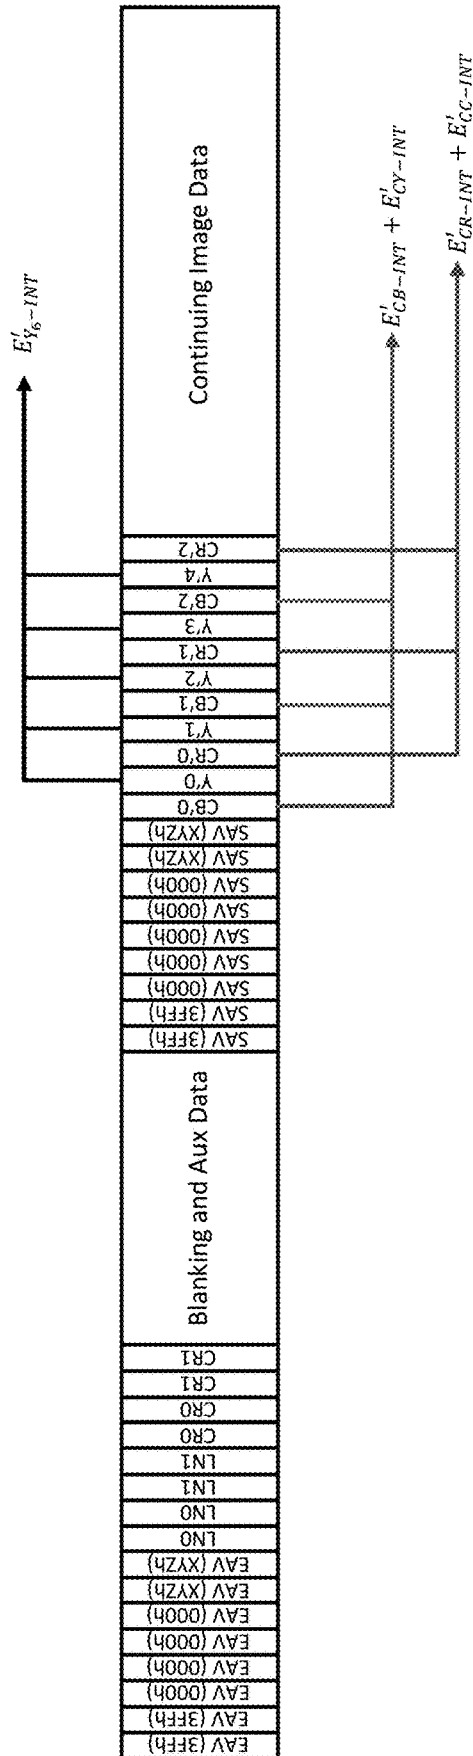 E′Y₆−INT
EAV (3FFh)
EAV (3FFh)
EAV (000h)
EAV (000h)
EAV (000h)
EAV (000h)
EAV (XYZh)
EAV (XYZh)
LN0
LN0
LN1
LN1
CR0
CR0
CR1
CR1
Blanking and Aux Data
SAV (3FFh)
SAV (3FFh)
SAV (000h)
SAV (000h)
SAV (000h)
SAV (000h)
SAV (000h)
SAV (XYZh)
SAV (XYZh)
CB'0
Y'0
CR'0
Y'1
CB'1
Y'2
CR'1
Y'3
CB'2
Y'4
CR'2
Continuing Image Data
E′CB−INT + E′CY−INT
E′CR−INT + E′CC−INT